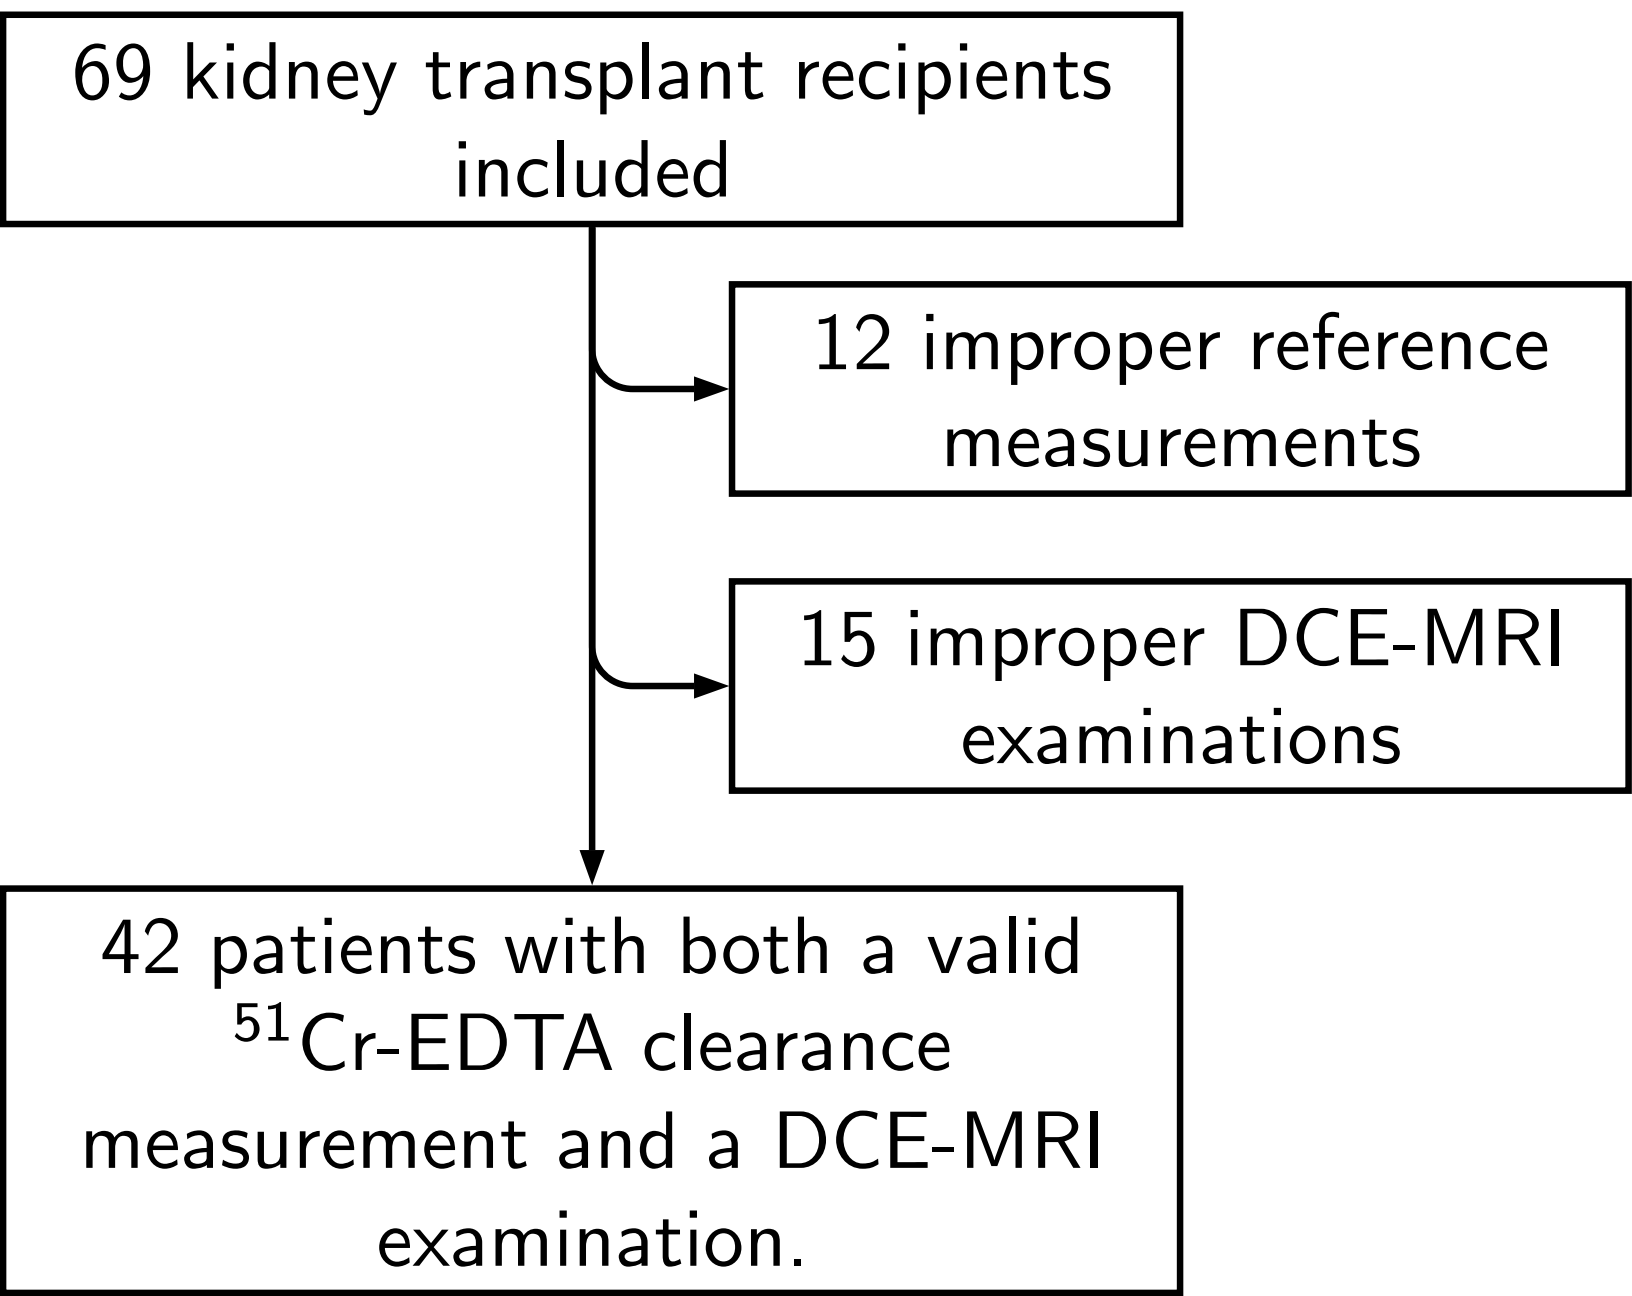 69 kidney transplant recipients
included
12 improper reference
measurements
15 improper DCE-MRI
examinations
42 patients with both a valid
⁵¹Cr-EDTA clearance
measurement and a DCE-MRI
examination.